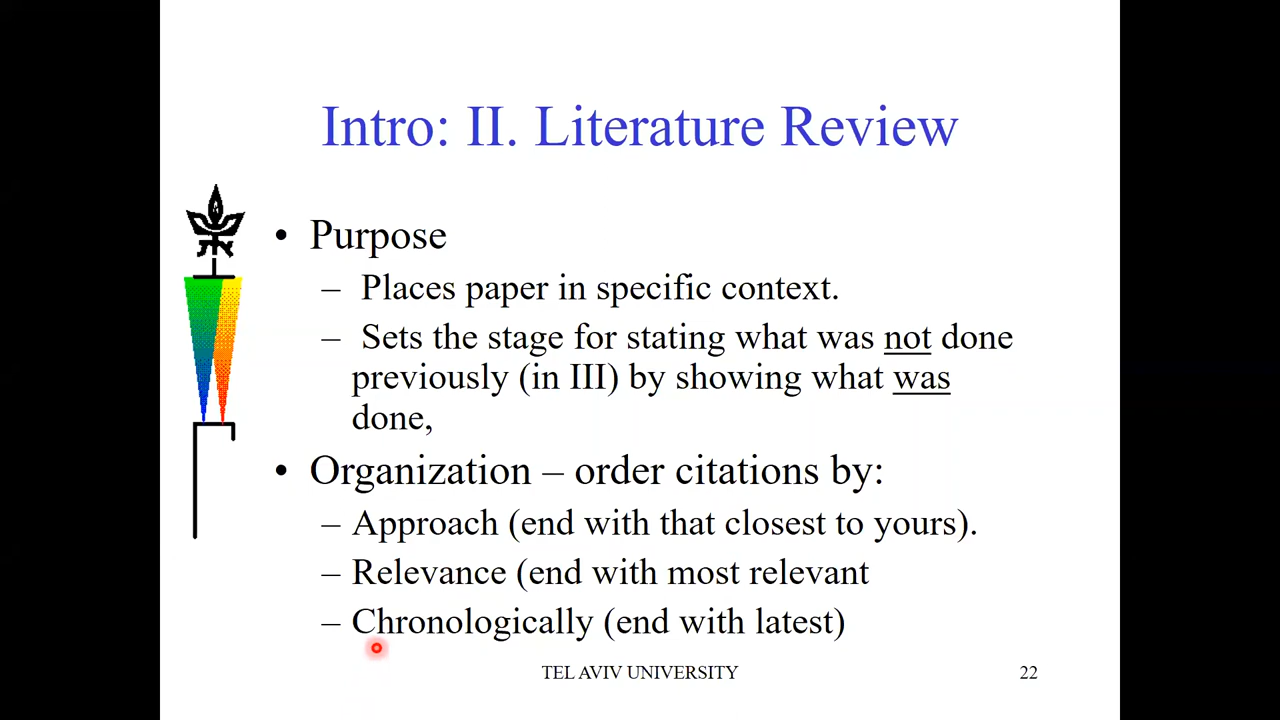 Intro: II. Literature Review
• Purpose
– Places paper in specific context.
– Sets the stage for stating what was not done
previously (in III) by showing what was
done,
• Organization – order citations by:
– Approach (end with that closest to yours).
– Relevance (end with most relevant
– Chronologically (end with latest)
TEL AVIV UNIVERSITY
22